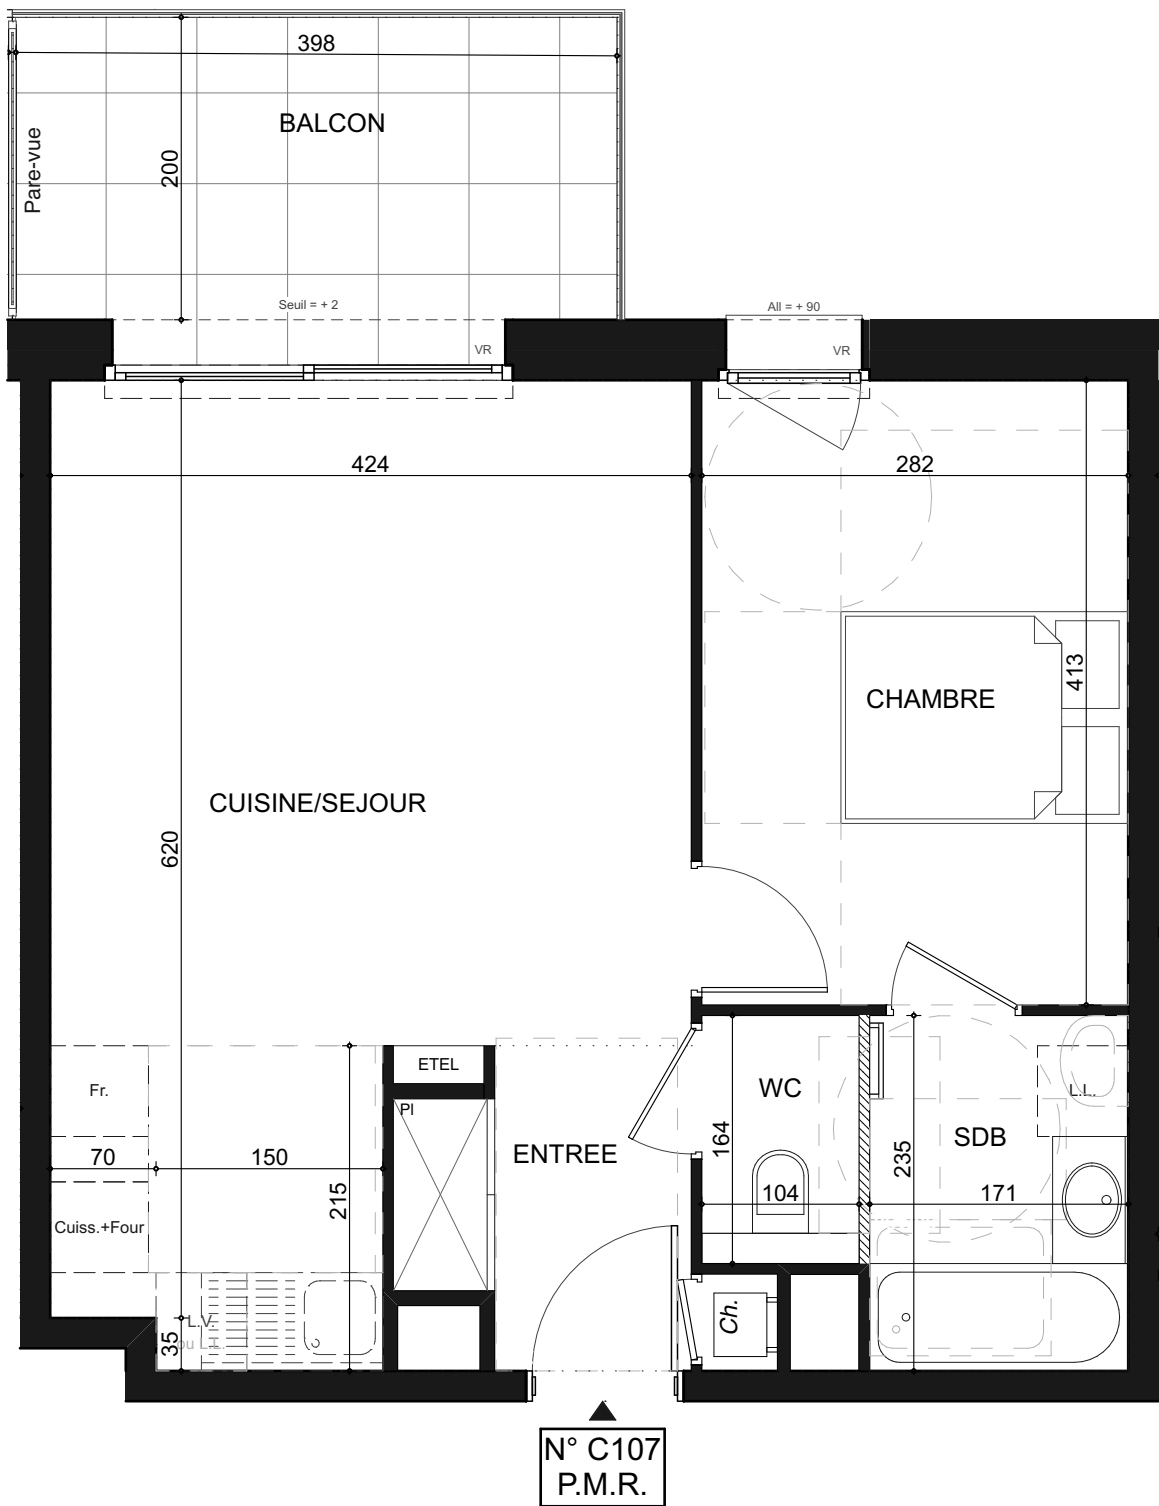 398
BALCON
Pare-vue
200
Seuil = + 2
All = + 90
VR
VR
424
282
413
CHAMBRE
CUISINE/SEJOUR
620
ETEL
Fr.
PI
WC
L.L.
SDB
164
ENTREE
235
70
150
215
104
171
Cuiss.+Four
L.V.
ou L.L.
35
Ch.
N° C107
P.M.R.